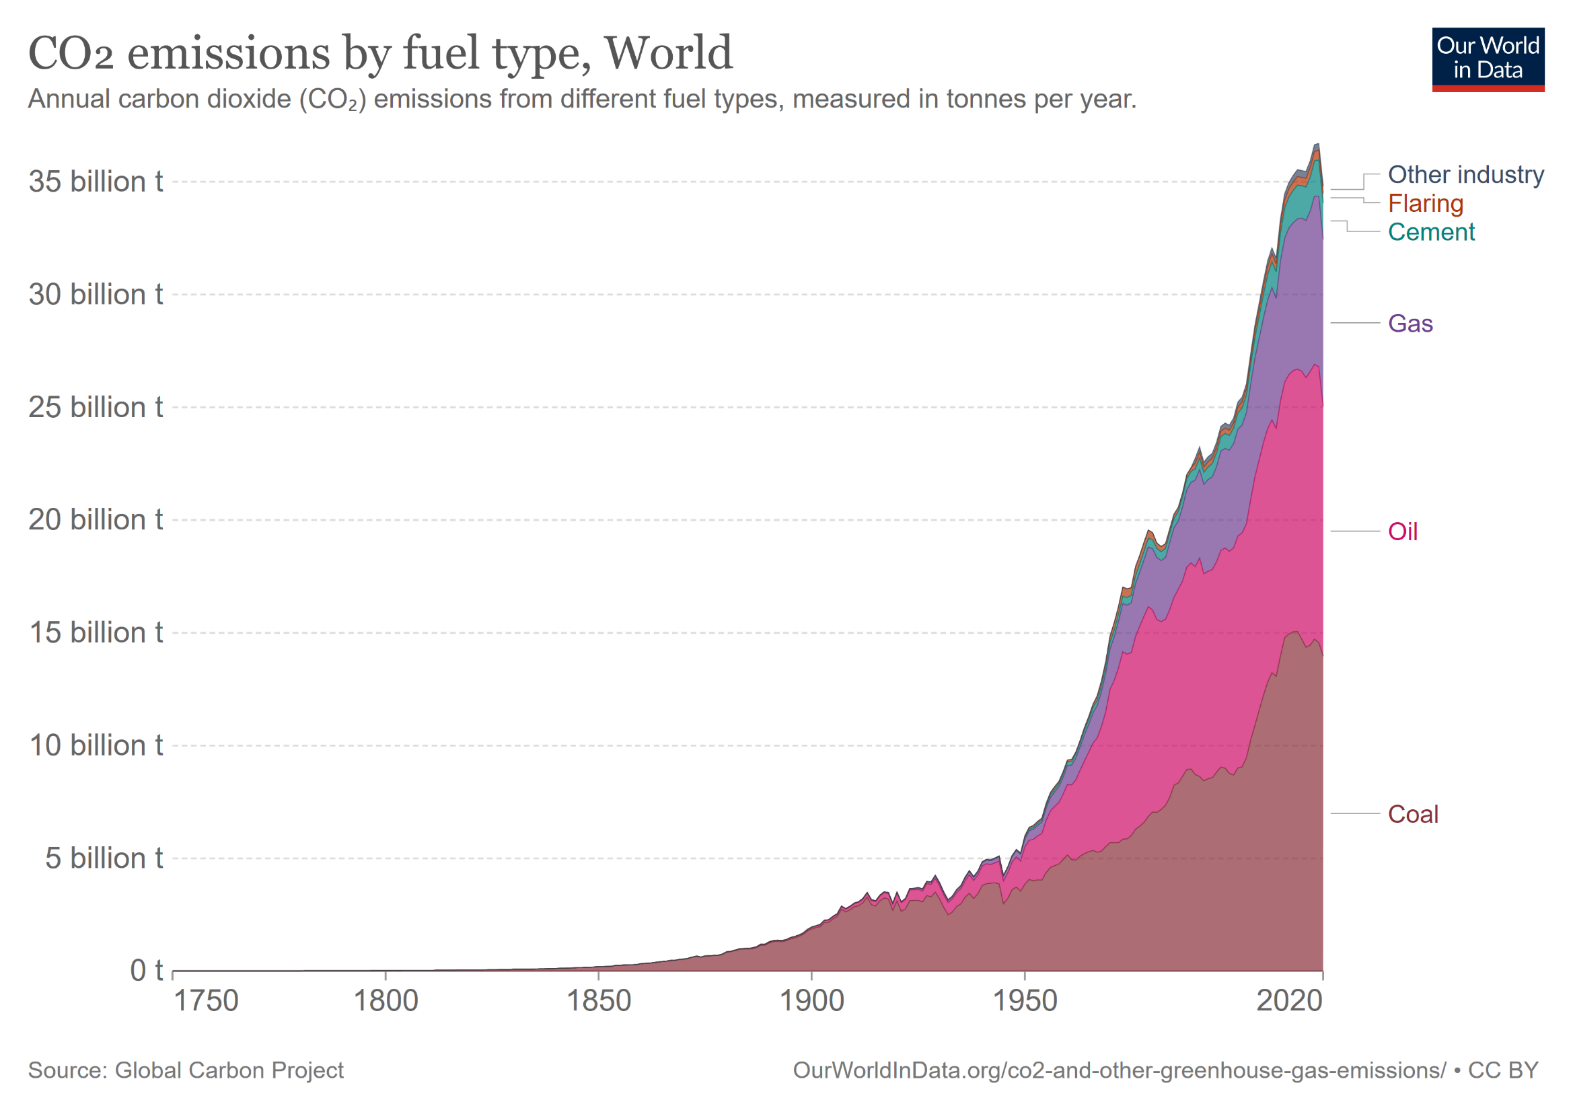 CO2 emissions by fuel type, World
Annual carbon dioxide (CO₂) emissions from different fuel types, measured in tonnes per year.
Our World
in Data
35 billion t
30 billion t
25 billion t
20 billion t
15 billion t
10 billion t
5 billion t
0 t
Other industry
Flaring
Cement
Gas
Oil
Coal
1750
1800
1850
1900
1950
2020
Source: Global Carbon Project
OurWorldInData.org/co2-and-other-greenhouse-gas-emissions/ • CC BY